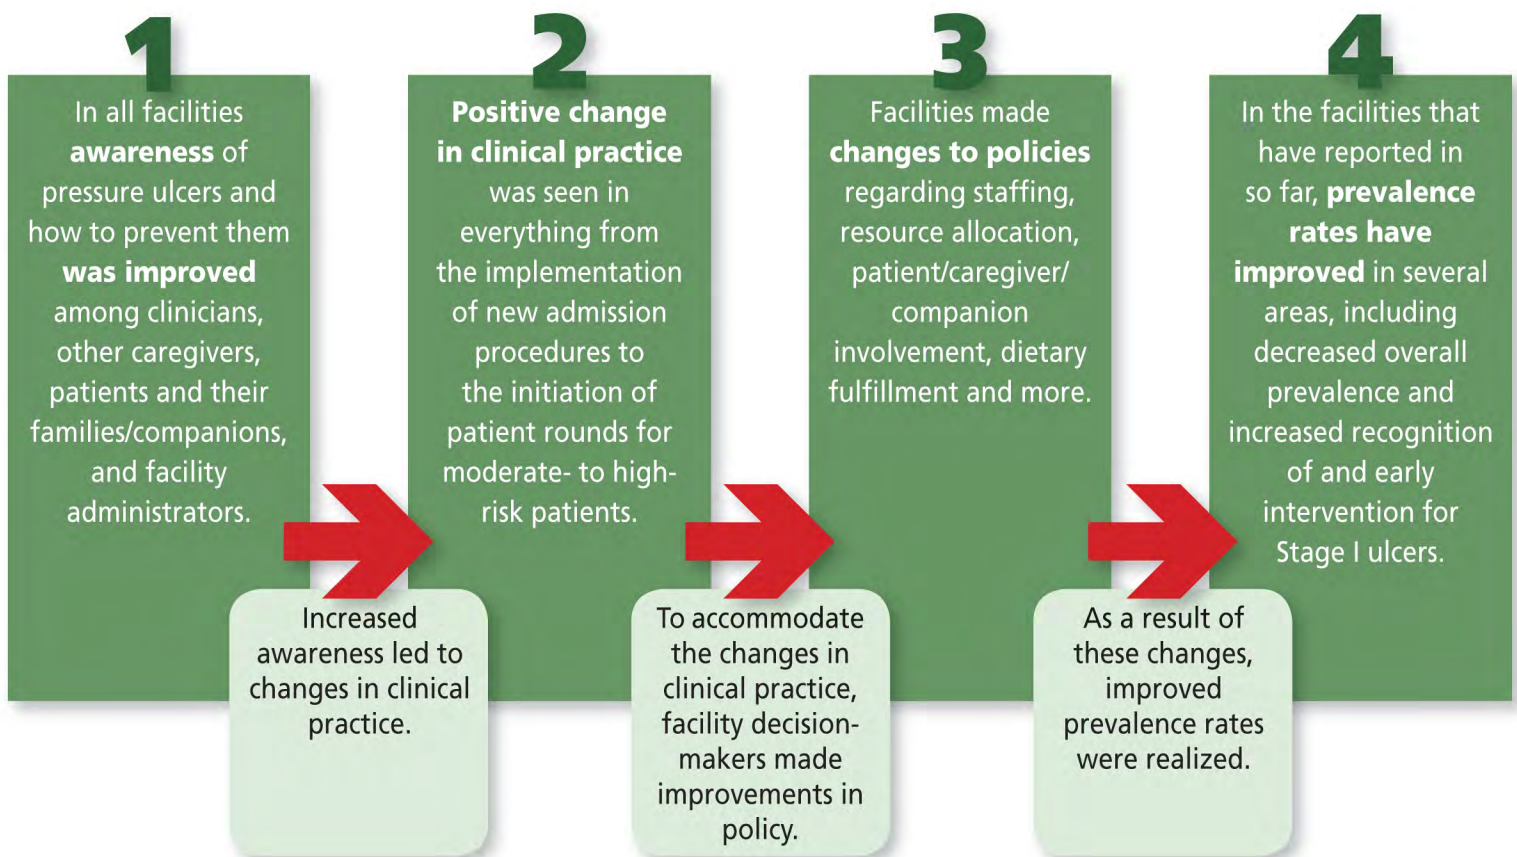 1
In all facilities
awareness of
pressure ulcers and
how to prevent them
was improved
among clinicians,
other caregivers,
patients and their
families/companions,
and facility
administrators.
Increased
awareness led to
changes in clinical
practice.
2
Positive change
in clinical practice
was seen in
everything from
the implementation
of new admission
procedures to
the initiation of
patient rounds for
moderate- to high-
risk patients.
To accommodate
the changes in
clinical practice,
facility decision-
makers made
improvements in
policy.
3
Facilities made
changes to policies
regarding staffing,
resource allocation,
patient/caregiver/
companion
involvement, dietary
fulfillment and more.
As a result of
these changes,
improved
prevalence rates
were realized.
4
In the facilities that
have reported in
so far, prevalence
rates have
improved in several
areas, including
decreased overall
prevalence and
increased recognition
of and early
intervention for
Stage I ulcers.